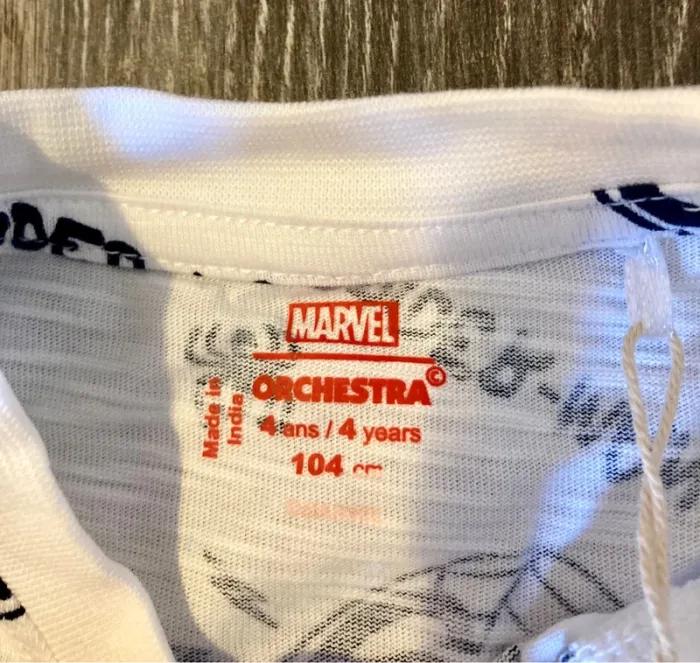 MARVEL
ORCHESTRA©
Made in
India
4 ans / 4 years
104 cm